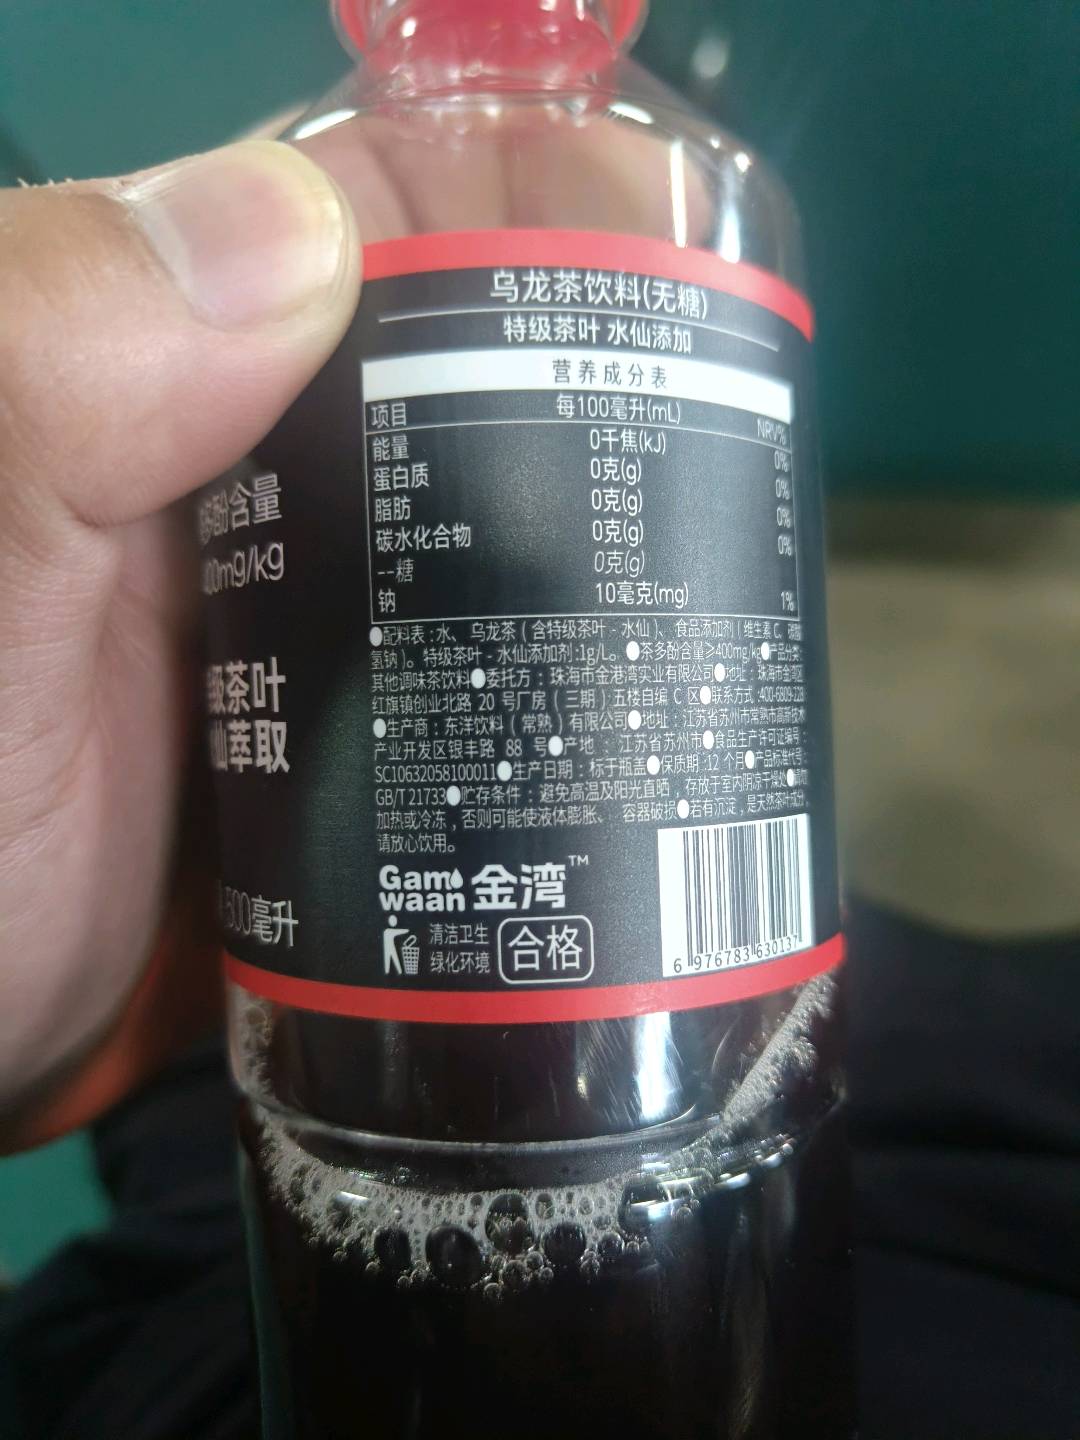 乌龙茶饮料(无糖)
特级茶叶 水仙添加
营养成分表
项目 每100毫升(mL) NRV%
能量 0千焦(kJ) 0%
蛋白质 0克(g) 0%
脂肪 0克(g) 0%
碳水化合物 0克(g) 0%
--糖 0克(g)
钠 10毫克(mg) 1%
●配料表:水、乌龙茶(含特级茶叶-水仙)、食品添加剂(维生素C、碳酸
氢钠)。特级茶叶-水仙添加剂:1g/L。●茶多酚含量≥400mg/kg●产品分类:
其他调味茶饮料●委托方:珠海市金港湾实业有限公司●地址:珠海市金湾区
红旗镇创业北路20号厂房(三期)五楼自编C区●联系方式:400-6809-228
●生产商:东洋饮料(常熟)有限公司●地址:江苏省苏州市常熟市高新技术
产业开发区银丰路 88 号●产地:江苏省苏州市●食品生产许可证编号:
SC10632058100011●生产日期:标于瓶盖●保质期:12个月●产品标准代号:
GB/T 21733●贮存条件:避免高温及阳光直晒,存放于室内阴凉干燥处●请勿
加热或冷冻,否则可能使液体膨胀、容器破损●若有沉淀,是天然茶叶成分,
请放心饮用。
Gam
waan 金湾™
清洁卫生
绿化环境
合格
6 976783 630137
多酚含量
400mg/kg
级茶叶
仙萃取
500毫升